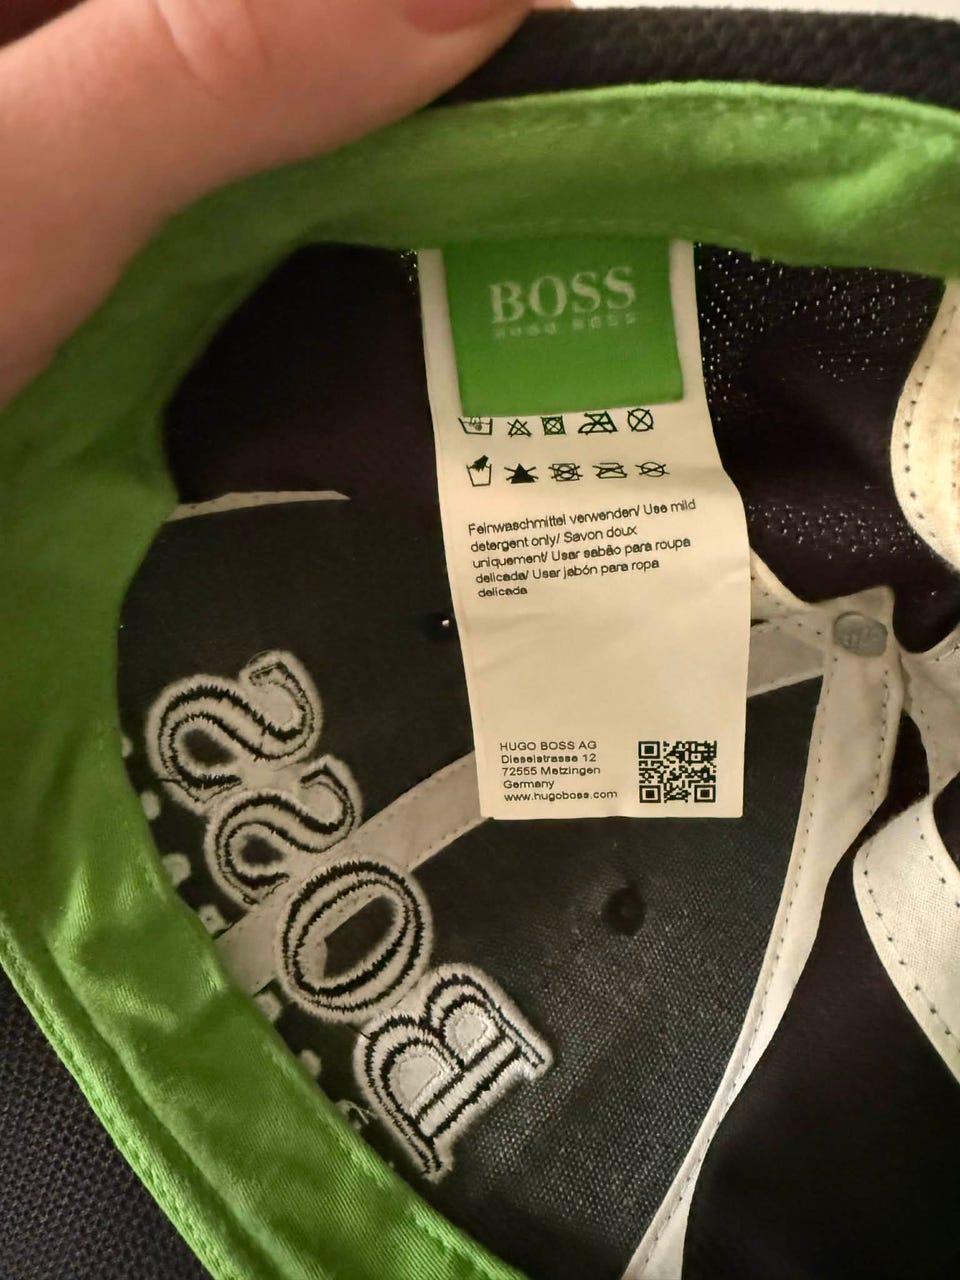 BOSS
HUGO BOSS
Feinwaschmittel verwenden/ Use mild
detergent only/ Savon doux
uniquement/ Usar sabão para roupa
delicada/ Usar jabón para ropa
delicada
HUGO BOSS AG
Dieselstrasse 12
72555 Metzingen
Germany
www.hugoboss.com
BOSS